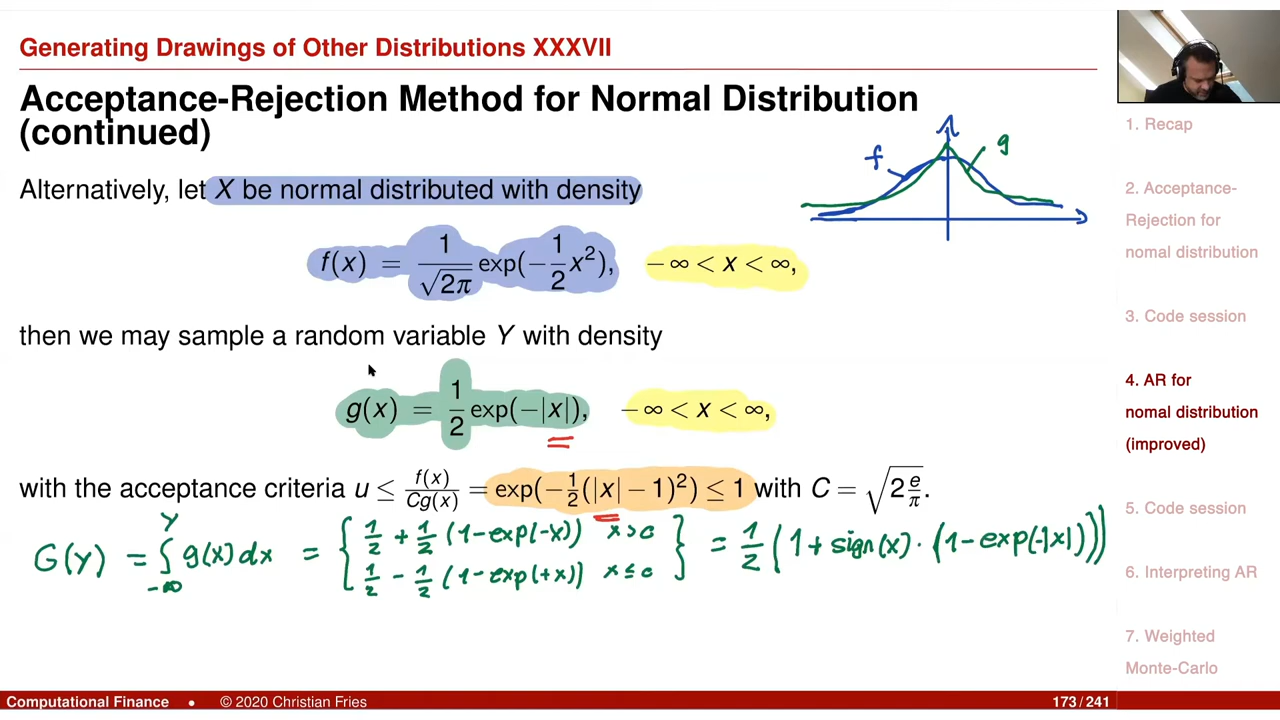 Generating Drawings of Other Distributions XXXVII
Acceptance-Rejection Method for Normal Distribution
(continued)
f
g
Alternatively, let X be normal distributed with density
f(x) = 1/√2π exp(−1/2 x²), −∞ < x < ∞,
then we may sample a random variable Y with density
g(x) = 1/2 exp(−|x|), −∞ < x < ∞,
with the acceptance criteria u ≤ f(x)/Cg(x) = exp(−1/2(|x| − 1)²) ≤ 1 with C = √(2 e/π).
G(y) = ∫_{-∞}^{y} g(x)dx = { 1/2 + 1/2 (1-exp(-x)) x>0
1/2 - 1/2 (1-exp(+x)) x≤0 } = 1/2 (1+ sign(x) · (1-exp(-|x|)))
1. Recap
2. Acceptance-
Rejection for
nomal distribution
3. Code session
4. AR for
nomal distribution
(improved)
5. Code session
6. Interpreting AR
7. Weighted
Monte-Carlo
Computational Finance • © 2020 Christian Fries 173 / 241